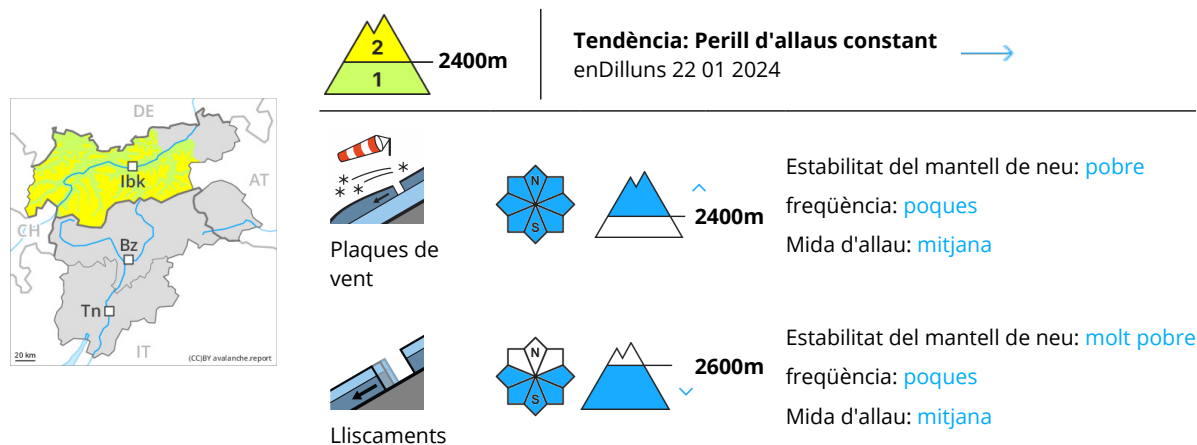 2
1
2400m
Tendència: Perill d'allaus constant
enDilluns 22 01 2024
DE
AT
CH
IT
Ibk
Bz
Tn
20 km
(CC)BY avalanche.report
Plaques de
vent
N
S
2400m
Estabilitat del mantell de neu: pobre
freqüència: poques
Mida d'allau: mitjana
Lliscaments
N
S
2600m
Estabilitat del mantell de neu: molt pobre
freqüència: poques
Mida d'allau: mitjana